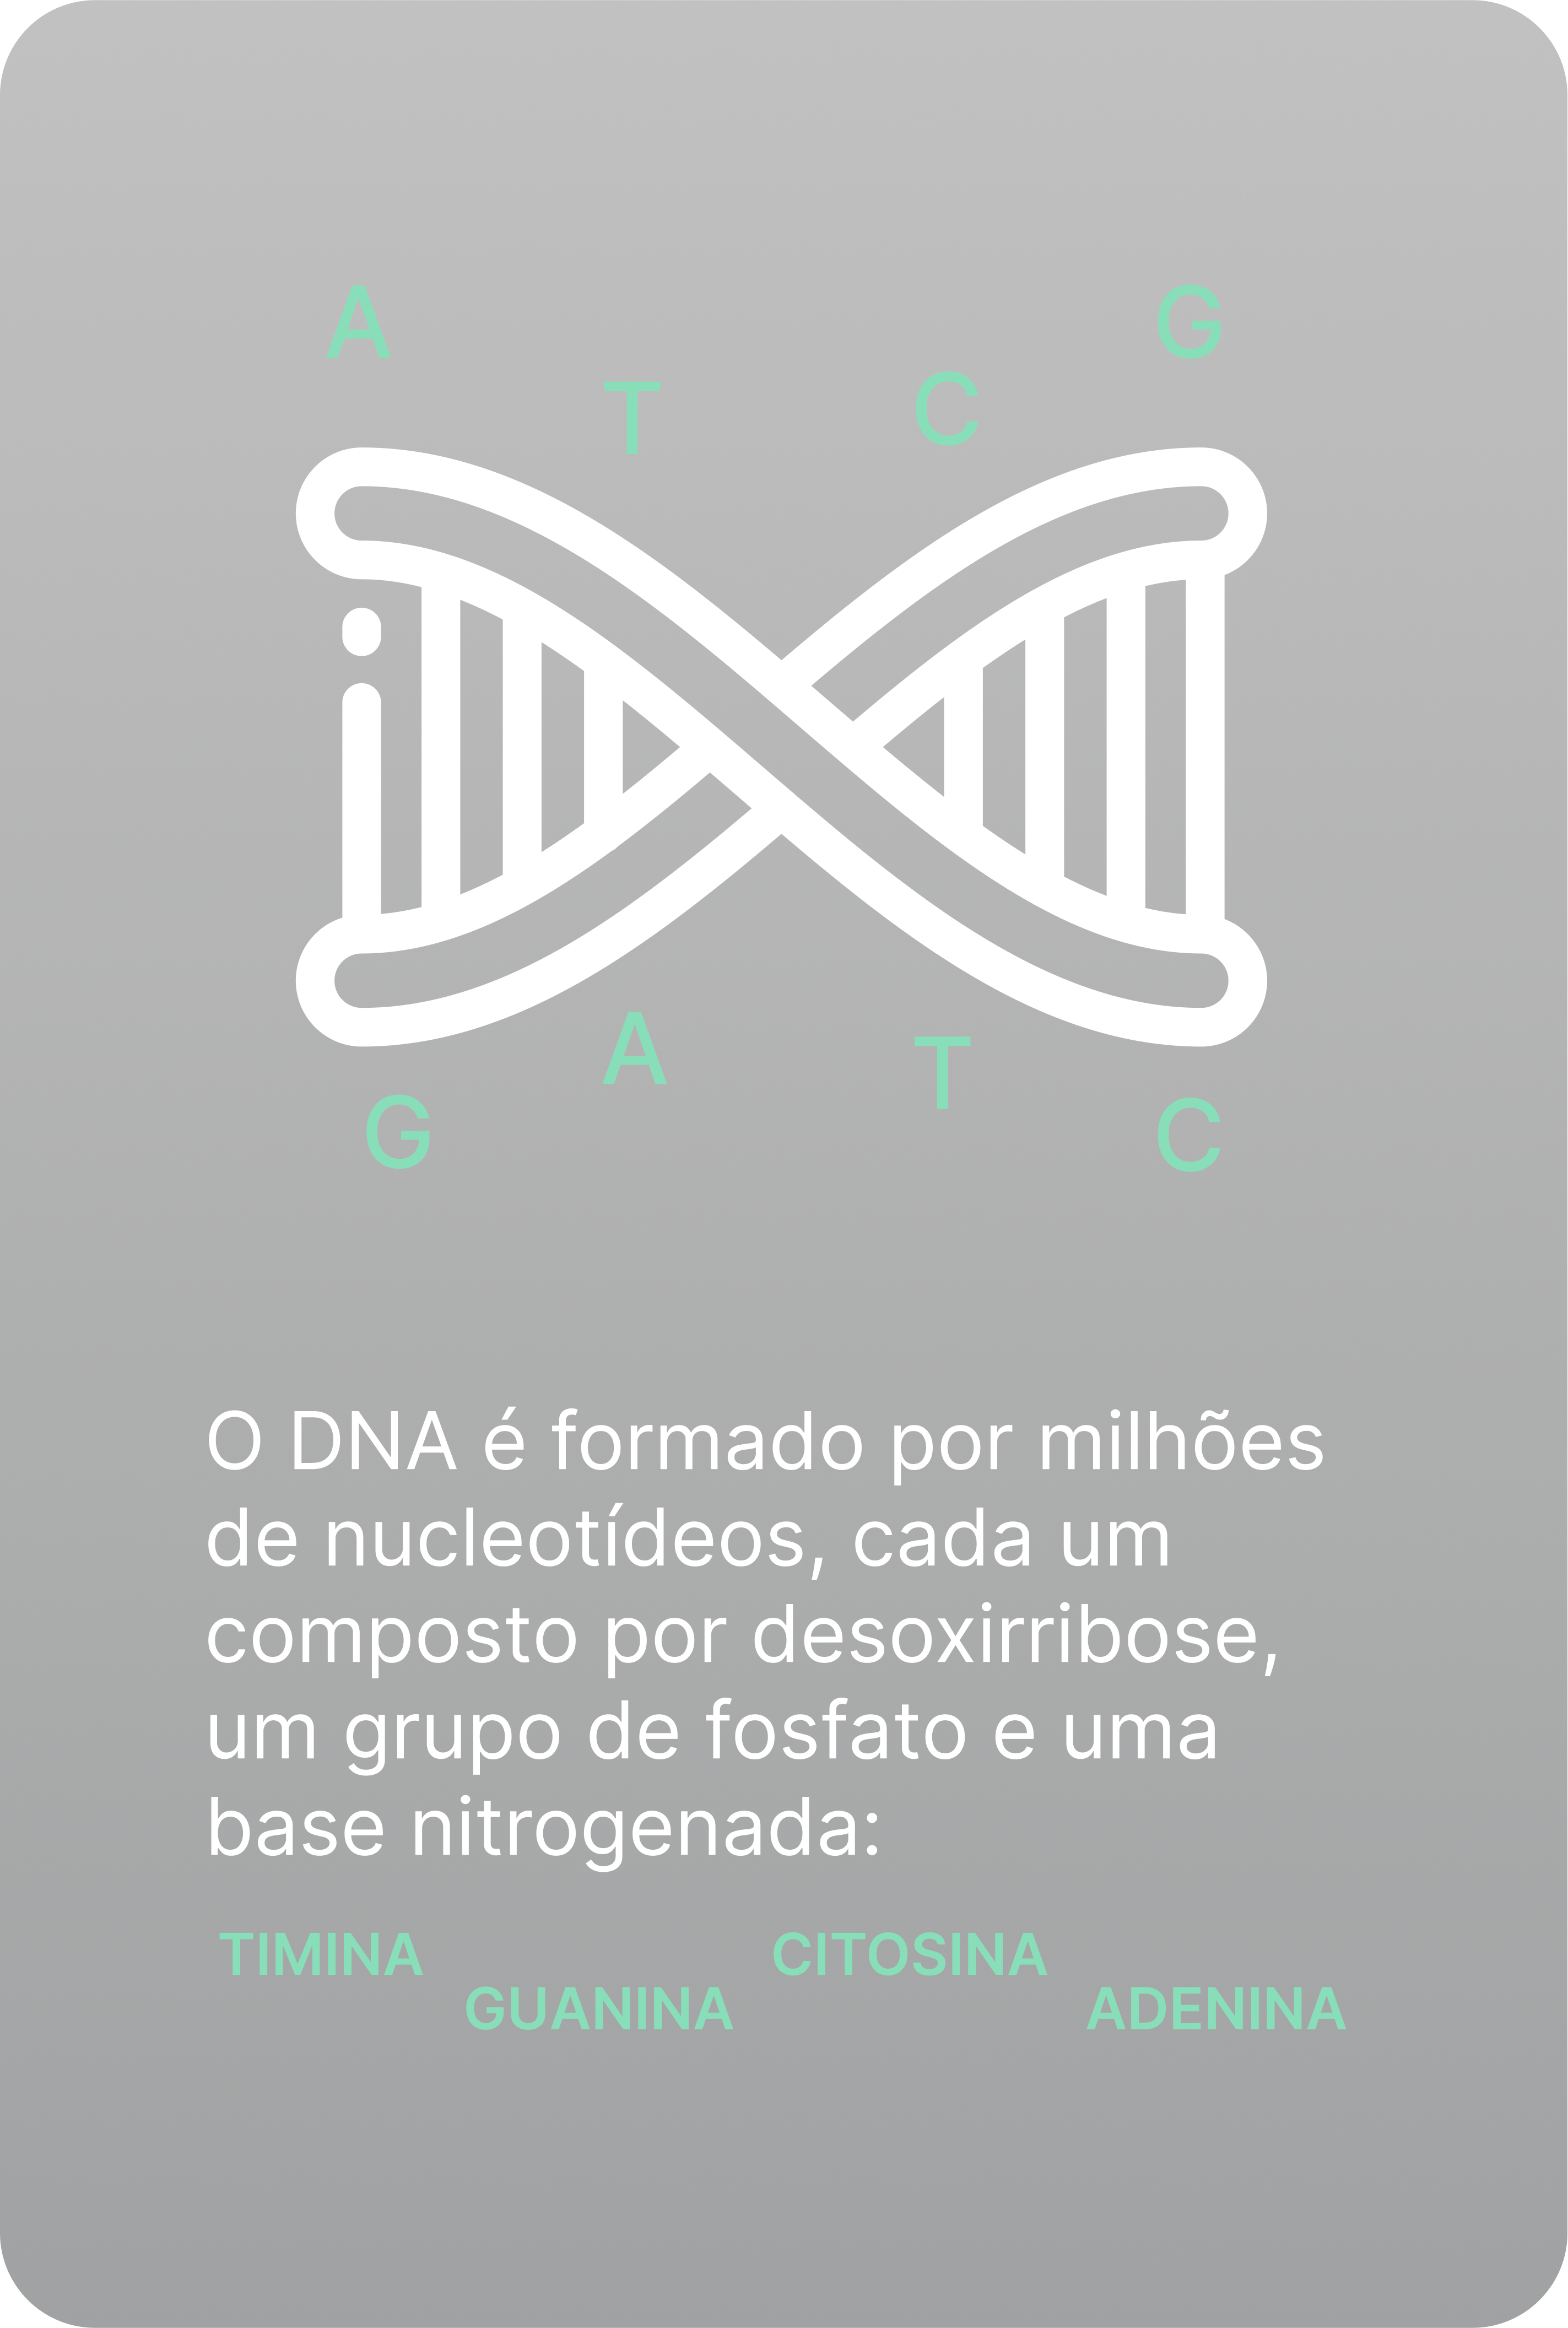 A G
T C
A T
G C
O DNA é formado por milhões
de nucleotídeos, cada um
composto por desoxirribose,
um grupo de fosfato e uma
base nitrogenada:
TIMINA CITOSINA
GUANINA ADENINA